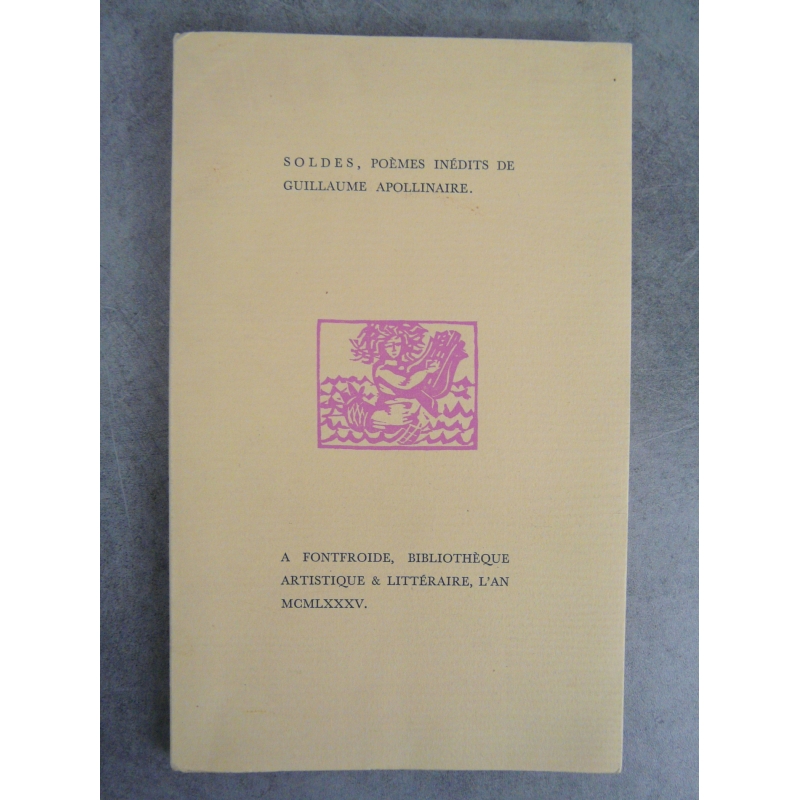 SOLDES, POÈMES INÉDITS DE
GUILLAUME APOLLINAIRE.
A FONTFROIDE, BIBLIOTHÈQUE
ARTISTIQUE & LITTÉRAIRE, L'AN
MCMLXXXV.